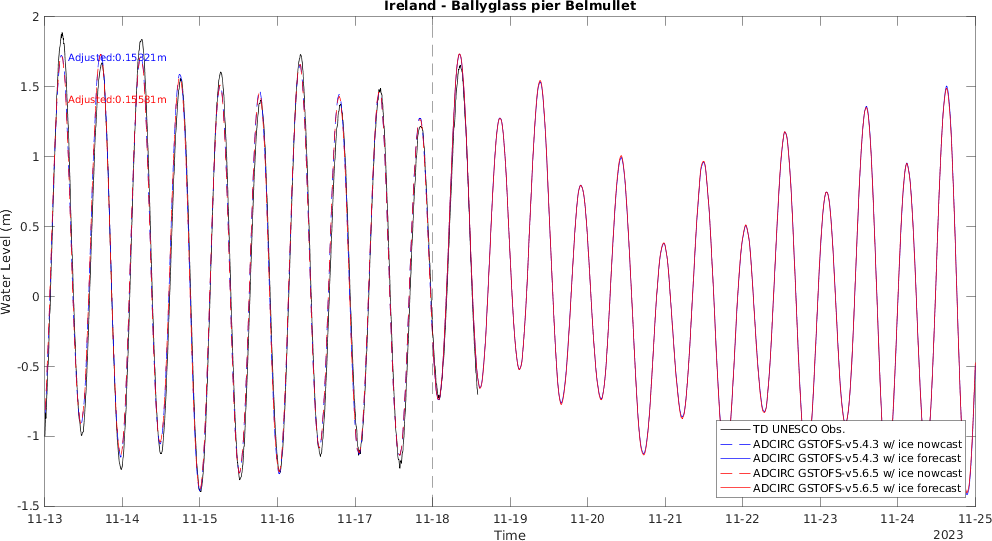 Ireland - Ballyglass pier Belmullet
2
1.5
1
0.5
0
-0.5
-1
-1.5
Water Level (m)
Adjusted:0.15321m
Adjusted:0.15531m
TD UNESCO Obs.
ADCIRC GSTOFS-v5.4.3 w/ ice nowcast
ADCIRC GSTOFS-v5.4.3 w/ ice forecast
ADCIRC GSTOFS-v5.6.5 w/ ice nowcast
ADCIRC GSTOFS-v5.6.5 w/ ice forecast
11-13 11-14 11-15 11-16 11-17 11-18 11-19 11-20 11-21 11-22 11-23 11-24 11-25
Time
2023